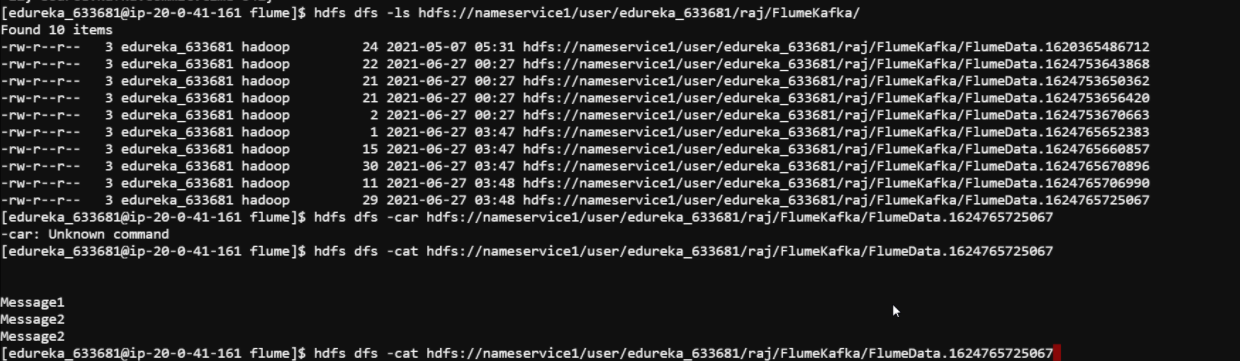 [edureka_633681@ip-20-0-41-161 flume]$ hdfs dfs -ls hdfs://nameservice1/user/edureka_633681/raj/FlumeKafka/
Found 10 items
-rw-r--r--   3 edureka_633681 hadoop         24 2021-05-07 05:31 hdfs://nameservice1/user/edureka_633681/raj/FlumeKafka/FlumeData.1620365486712
-rw-r--r--   3 edureka_633681 hadoop         22 2021-06-27 00:27 hdfs://nameservice1/user/edureka_633681/raj/FlumeKafka/FlumeData.1624753643868
-rw-r--r--   3 edureka_633681 hadoop         21 2021-06-27 00:27 hdfs://nameservice1/user/edureka_633681/raj/FlumeKafka/FlumeData.1624753650362
-rw-r--r--   3 edureka_633681 hadoop         21 2021-06-27 00:27 hdfs://nameservice1/user/edureka_633681/raj/FlumeKafka/FlumeData.1624753656420
-rw-r--r--   3 edureka_633681 hadoop          2 2021-06-27 00:27 hdfs://nameservice1/user/edureka_633681/raj/FlumeKafka/FlumeData.1624753670663
-rw-r--r--   3 edureka_633681 hadoop          1 2021-06-27 03:47 hdfs://nameservice1/user/edureka_633681/raj/FlumeKafka/FlumeData.1624765652383
-rw-r--r--   3 edureka_633681 hadoop         15 2021-06-27 03:47 hdfs://nameservice1/user/edureka_633681/raj/FlumeKafka/FlumeData.1624765660857
-rw-r--r--   3 edureka_633681 hadoop         30 2021-06-27 03:47 hdfs://nameservice1/user/edureka_633681/raj/FlumeKafka/FlumeData.1624765670896
-rw-r--r--   3 edureka_633681 hadoop         11 2021-06-27 03:48 hdfs://nameservice1/user/edureka_633681/raj/FlumeKafka/FlumeData.1624765706990
-rw-r--r--   3 edureka_633681 hadoop         29 2021-06-27 03:48 hdfs://nameservice1/user/edureka_633681/raj/FlumeKafka/FlumeData.1624765725067
[edureka_633681@ip-20-0-41-161 flume]$ hdfs dfs -car hdfs://nameservice1/user/edureka_633681/raj/FlumeKafka/FlumeData.1624765725067
-car: Unknown command
[edureka_633681@ip-20-0-41-161 flume]$ hdfs dfs -cat hdfs://nameservice1/user/edureka_633681/raj/FlumeKafka/FlumeData.1624765725067
Message1
Message2
Message2
[edureka_633681@ip-20-0-41-161 flume]$ hdfs dfs -cat hdfs://nameservice1/user/edureka_633681/raj/FlumeKafka/FlumeData.1624765725067